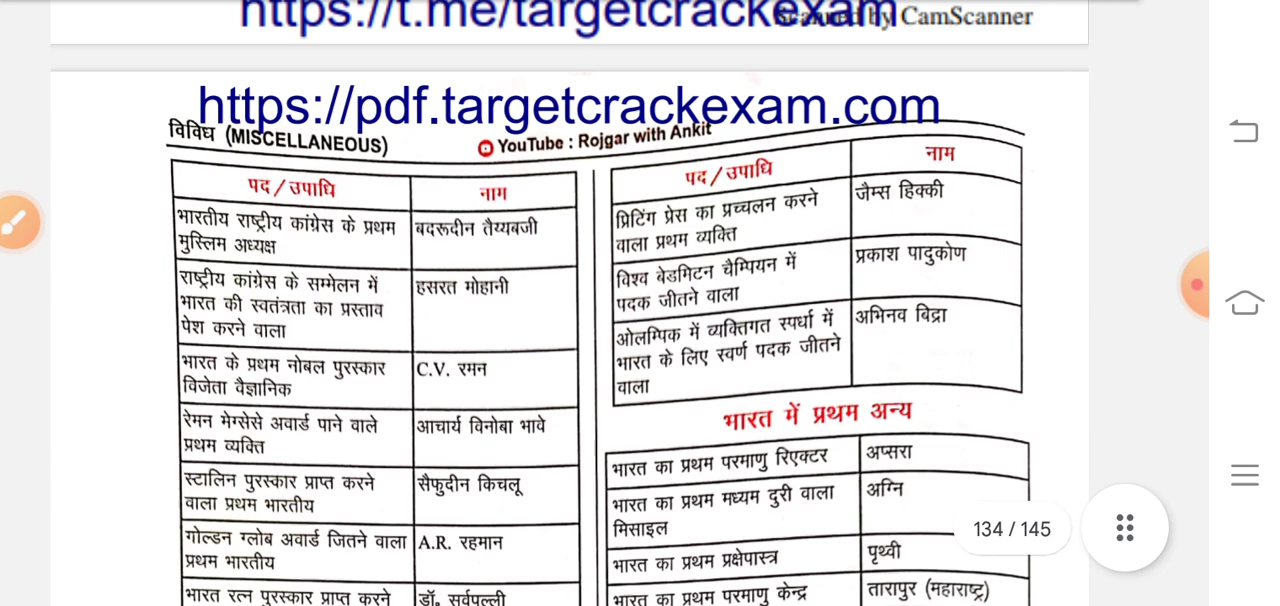 https://t.me/targetcrackexam
Scanned by CamScanner
https://pdf.targetcrackexam.com
विविध (MISCELLANEOUS)
YouTube : Rojgar with Ankit
पद / उपाधि
नाम
भारतीय राष्ट्रीय कांग्रेस के प्रथम
मुस्लिम अध्यक्ष
बदरूदीन तैय्यबजी
राष्ट्रीय कांग्रेस के सम्मेलन में
भारत की स्वतंत्रता का प्रस्ताव
पेश करने वाला
हसरत मोहानी
भारत के प्रथम नोबल पुरस्कार
विजेता वैज्ञानिक
C.V. रमन
रेमन मेग्सेसे अवार्ड पाने वाले
प्रथम व्यक्ति
आचार्य विनोबा भावे
स्टालिन पुरस्कार प्राप्त करने
वाला प्रथम भारतीय
सैफुदीन किचलू
गोल्डन ग्लोब अवार्ड जितने वाला
प्रथम भारतीय
A.R. रहमान
भारत रत्न पुरस्कार प्राप्त करने
डॉ. सर्वपल्ली
पद / उपाधि
नाम
प्रिटिंग प्रेस का प्रच्चलन करने
वाला प्रथम व्यक्ति
जैम्स हिक्की
विश्व बेडमिटन चैम्पियन में
पदक जीतने वाला
प्रकाश पादुकोण
ओलम्पिक में व्यक्तिगत स्पर्धा में
भारत के लिए स्वर्ण पदक जीतने
वाला
अभिनव बिद्रा
भारत में प्रथम अन्य
भारत का प्रथम परमाणु रिएक्टर
अप्सरा
भारत का प्रथम मध्यम दुरी वाला
मिसाइल
अग्नि
भारत का प्रथम प्रक्षेपास्त्र
पृथ्वी
भारत का प्रथम परमाणु केन्द्र
तारापुर (महाराष्ट्र)
134 / 145